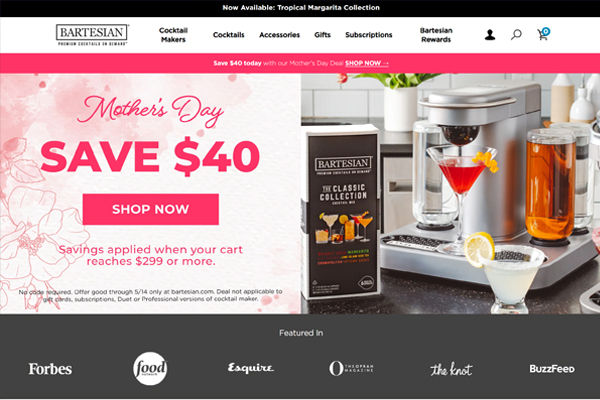 Now Available: Tropical Margarita Collection
BARTESIAN
PREMIUM COCKTAILS ON DEMAND
Cocktail
Makers
Cocktails
Accessories
Gifts
Subscriptions
Bartesian
Rewards
0
Save $40 today with our Mother's Day Deal SHOP NOW →
Mother's Day
SAVE $40
SHOP NOW
Savings applied when your cart
reaches $299 or more.
No code required. Offer good through 5/14 only at bartesian.com. Deal not applicable to
gift cards, subscriptions, Duet or Professional versions of cocktail maker.
BARTESIAN
PREMIUM COCKTAILS ON DEMAND
THE CLASSIC
COLLECTION
COCKTAIL MIX
MARGARITA
Featured In
Forbes
food
NETWORK
Esquire
O THE OPRAH
MAGAZINE
the knot
BuzzFeed